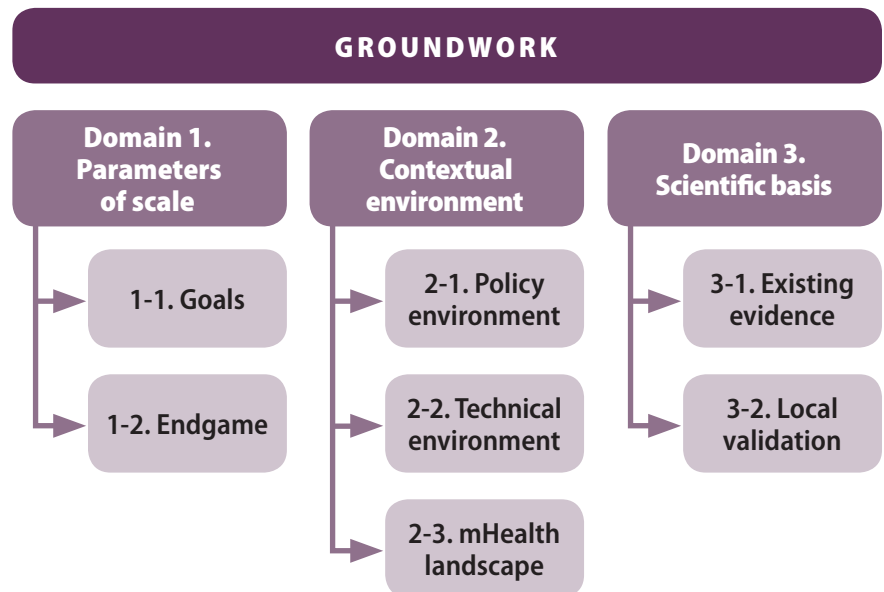 GROUNDWORK
Domain 1.
Parameters
of scale
1-1. Goals
1-2. Endgame
Domain 2.
Contextual
environment
2-1. Policy
environment
2-2. Technical
environment
2-3. mHealth
landscape
Domain 3.
Scientific basis
3-1. Existing
evidence
3-2. Local
validation